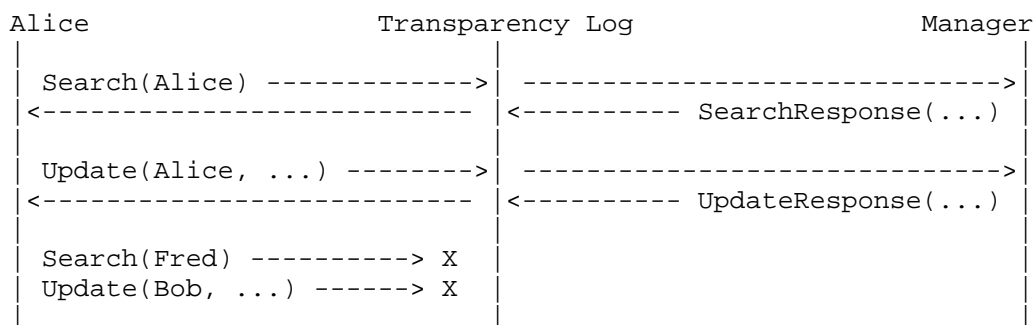 Alice Transparency Log Manager
| | |
| Search(Alice) ------------->| ------------------------------>|
|<--------------------------- |<---------- SearchResponse(...) |
| | |
| Update(Alice, ...) -------->| ------------------------------>|
|<--------------------------- |<---------- UpdateResponse(...) |
| | |
| Search(Fred) ----------> X | |
| Update(Bob, ...) ------> X | |
| | |